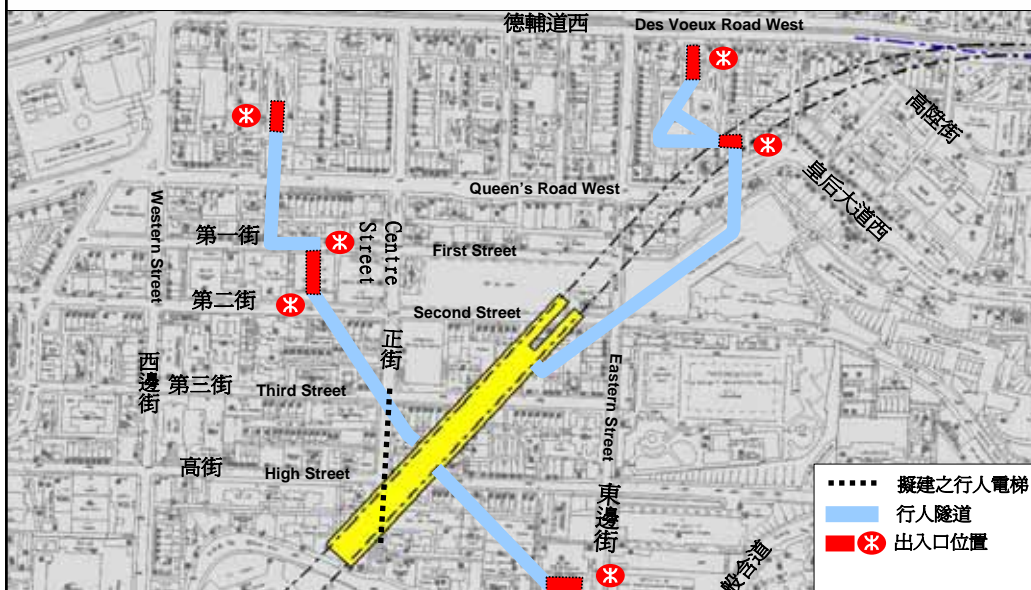 德輔道西 Des Voeux Road West
高陞街
皇后大道西
Queen's Road West
Western Street
第一街
Centre
Street
First Street
第二街
Second Street
正街
西邊街
第三街
Third Street
Eastern Street
高街
High Street
東邊街
般含道
擬建之行人電梯
行人隧道
出入口位置